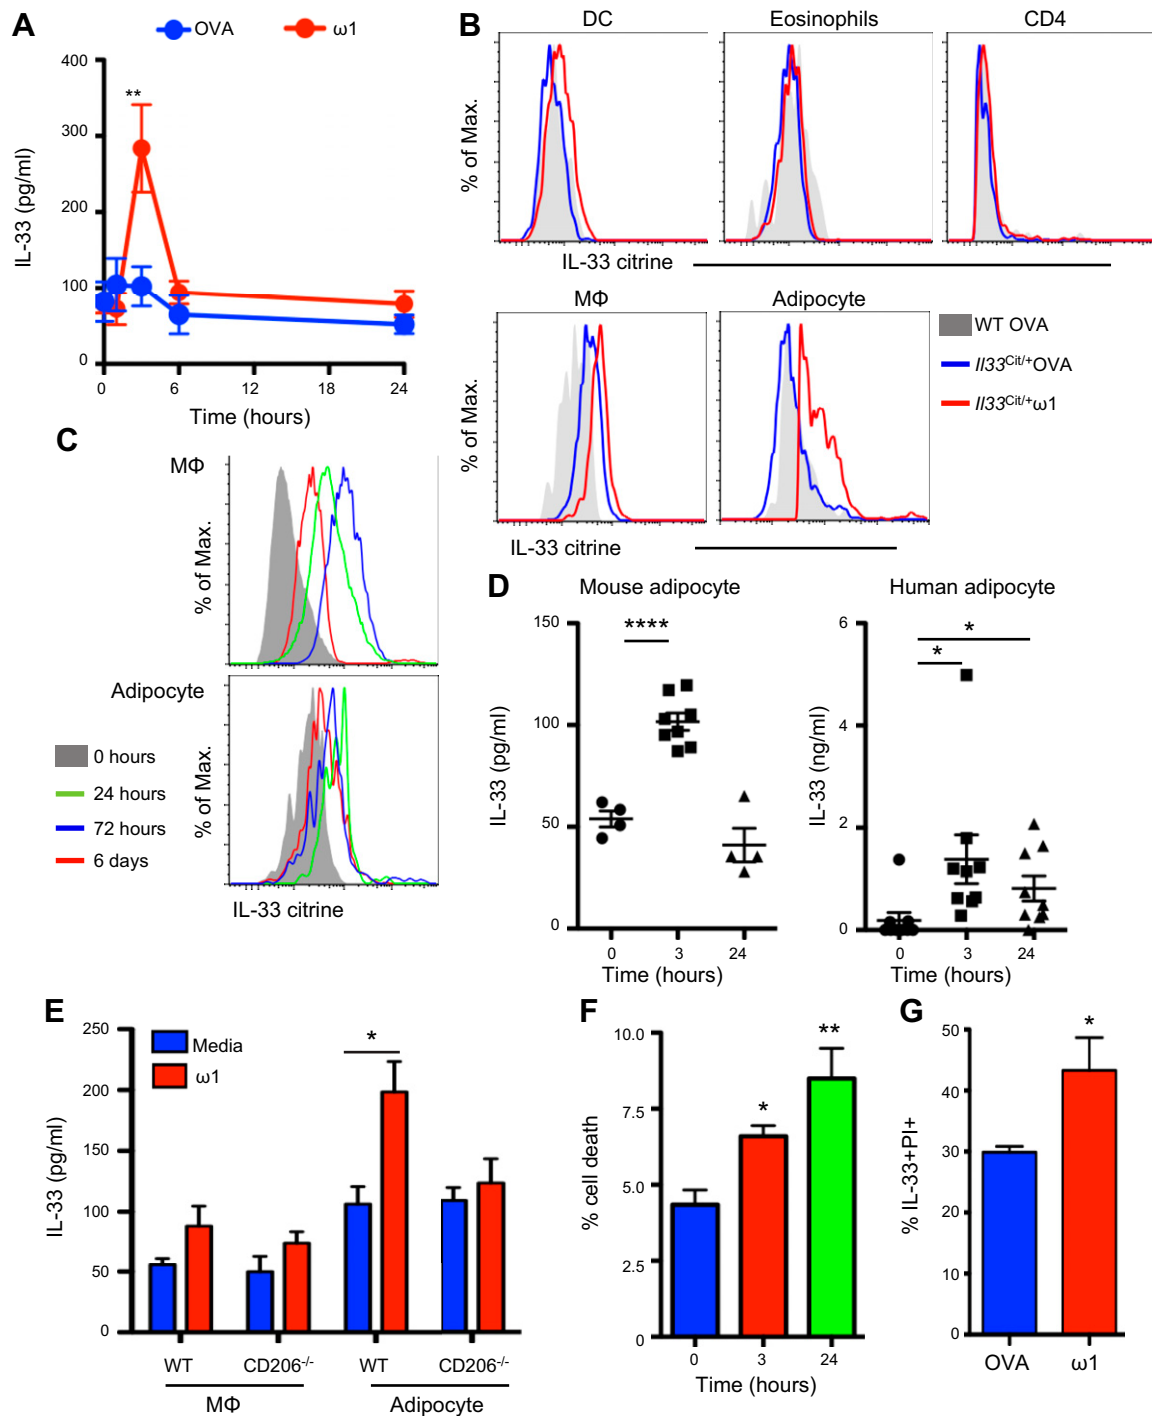 A
OVA
ω1
400
300
200
100
0
**
IL-33 (pg/ml)
0
6
12
18
24
Time (hours)
B
DC
Eosinophils
CD4
% of Max.
IL-33 citrine
MΦ
Adipocyte
% of Max.
IL-33 citrine
WT OVA
Il33Cit/+OVA
Il33Cit/+ω1
C
MΦ
% of Max.
Adipocyte
% of Max.
0 hours
24 hours
72 hours
6 days
IL-33 citrine
D
Mouse adipocyte
****
150
100
50
0
IL-33 (pg/ml)
0
3
24
Time (hours)
Human adipocyte
*
*
6
4
2
0
IL-33 (ng/ml)
0
3
24
Time (hours)
E
Media
ω1
*
250
200
150
100
50
0
IL-33 (pg/ml)
WT
CD206-/-
WT
CD206-/-
MΦ
Adipocyte
F
10.0
7.5
5.0
2.5
0
% cell death
*
**
0
3
24
Time (hours)
G
50
40
30
20
10
0
% IL-33+PI+
*
OVA
ω1